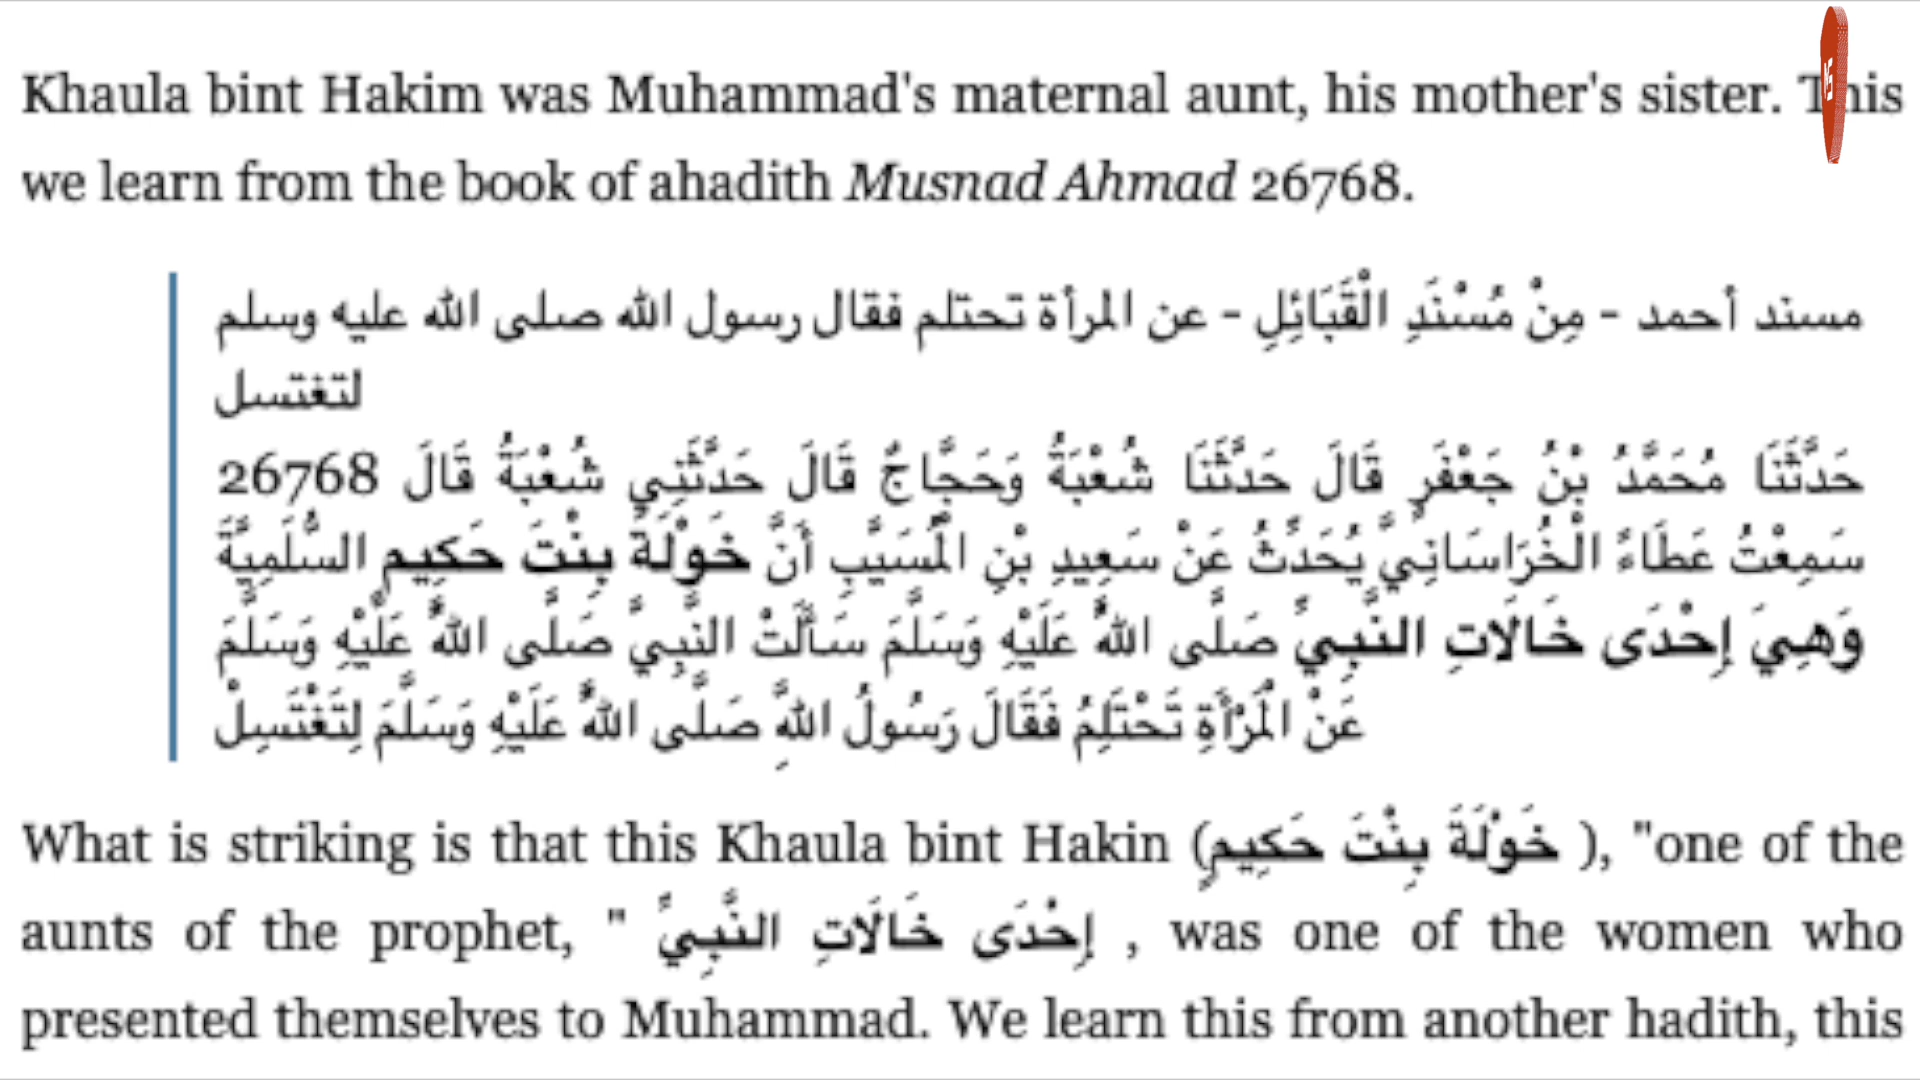 Khaula bint Hakim was Muhammad's maternal aunt, his mother's sister. This
we learn from the book of ahadith Musnad Ahmad 26768.
مسند أحمد - مِنْ مُسْنَدِ الْقَبَائِلِ - عن المرأة تحتلم فقال رسول الله صلى الله عليه وسلم
لتغتسل
حَدَّثَنَا مُحَمَّدُ بْنُ جَعْفَرٍ قَالَ حَدَّثَنَا شُعْبَةُ وَحَجَّاجٌ قَالَ حَدَّثَنِي شُعْبَةُ قَالَ 26768
سَمِعْتُ عَطَاءً الْخُرَاسَانِيَّ يُحَدِّثُ عَنْ سَعِيدِ بْنِ الْمُسَيَّبِ أَنَّ خَوْلَةَ بِنْتَ حَكِيمٍ السُّلَمِيَّةَ
وَهِيَ إِحْدَى خَالَاتِ النَّبِيِّ صَلَّى اللهُ عَلَيْهِ وَسَلَّمَ سَأَلَتْ النَّبِيَّ صَلَّى اللهُ عَلَيْهِ وَسَلَّمَ
عَنْ الْمَرْأَةِ تَحْتَلِمُ فَقَالَ رَسُولُ اللهِ صَلَّى اللهُ عَلَيْهِ وَسَلَّمَ لِتَغْتَسِلْ
What is striking is that this Khaula bint Hakin (خَوْلَةَ بِنْتَ حَكِيمٍ ), "one of the
aunts of the prophet, " إِحْدَى خَالَاتِ النَّبِيِّ , was one of the women who
presented themselves to Muhammad. We learn this from another hadith, this